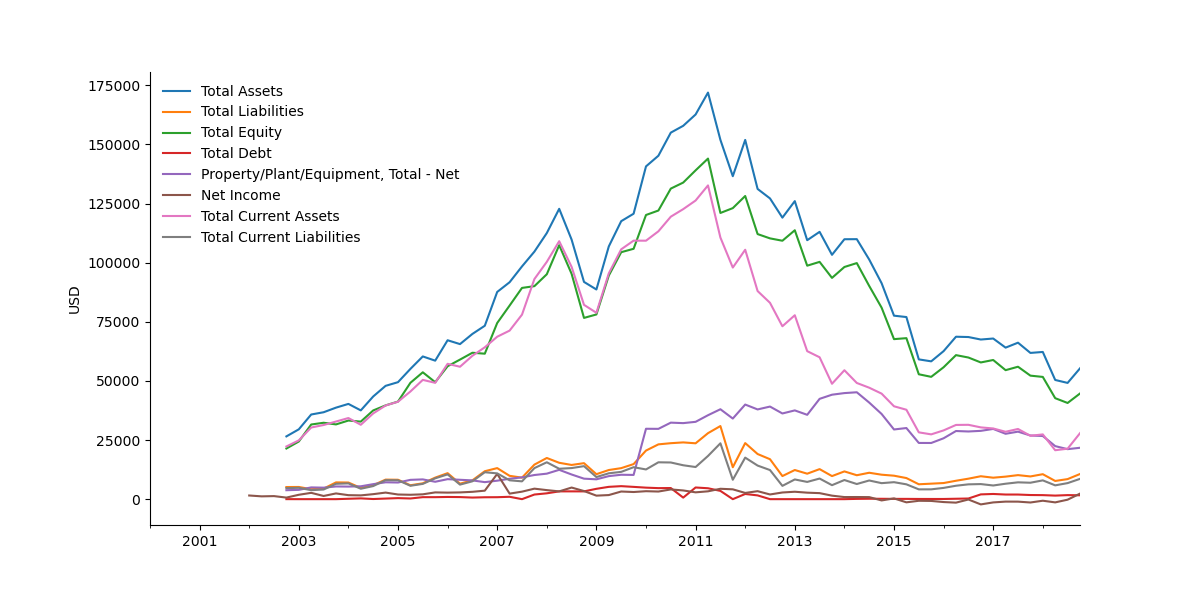 175000
150000
125000
100000
75000
50000
25000
0
USD
Total Assets
Total Liabilities
Total Equity
Total Debt
Property/Plant/Equipment, Total - Net
Net Income
Total Current Assets
Total Current Liabilities
2001 2003 2005 2007 2009 2011 2013 2015 2017